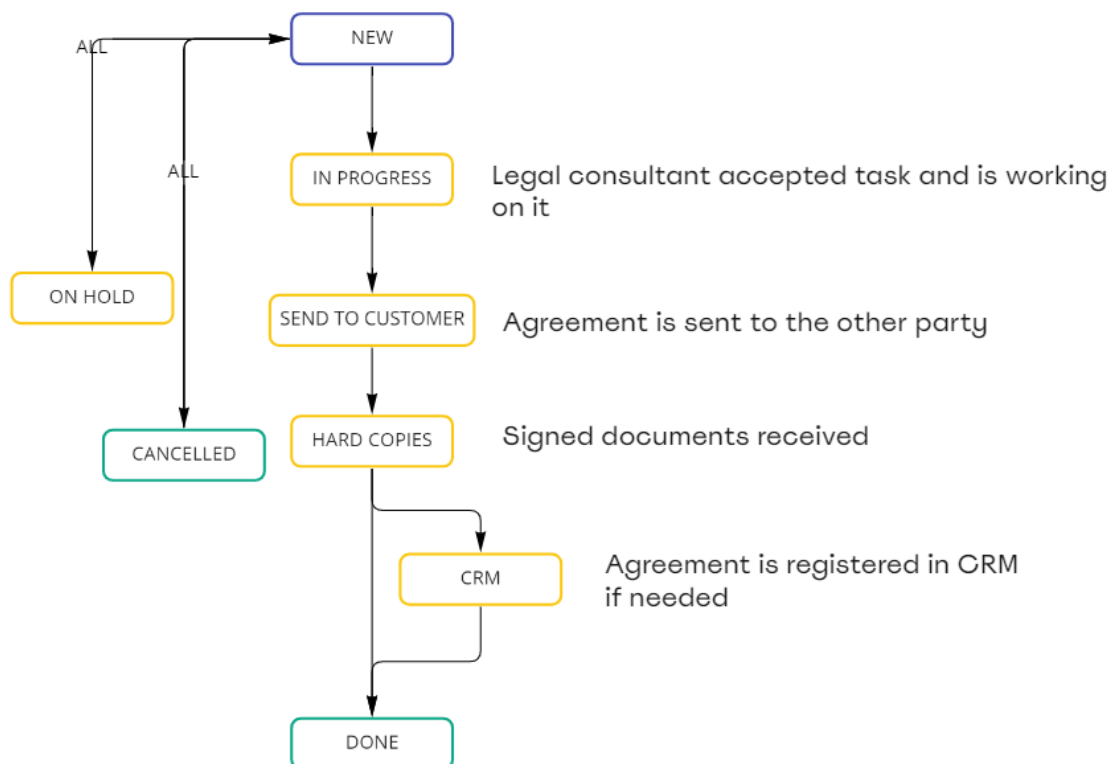 NEW
ALL
ALL
IN PROGRESS
Legal consultant accepted task and is working
on it
ON HOLD
SEND TO CUSTOMER
Agreement is sent to the other party
HARD COPIES
Signed documents received
CANCELLED
CRM
Agreement is registered in CRM
if needed
DONE